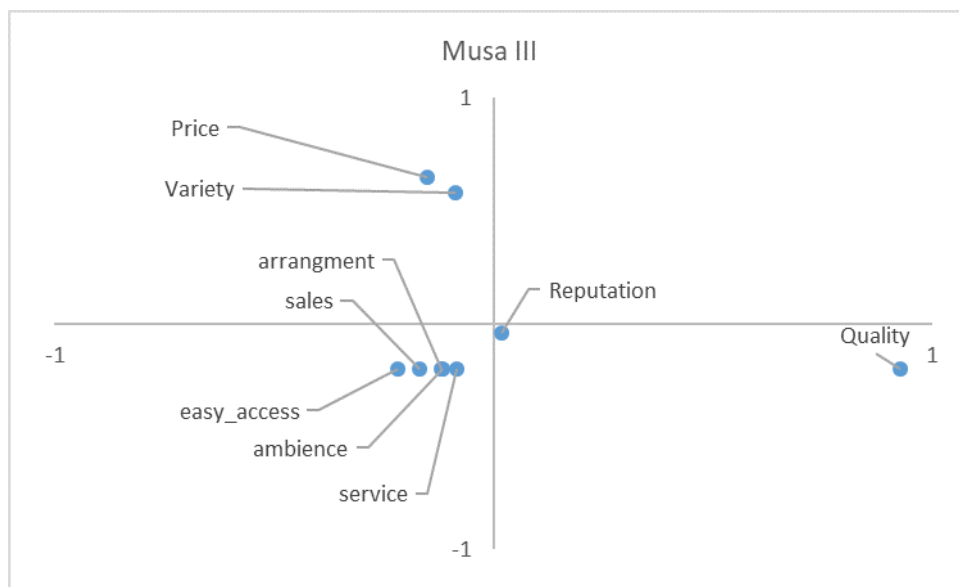 Musa III
1
Price
Variety
arrangment
sales
Reputation
Quality
-1
1
easy_access
ambience
service
-1